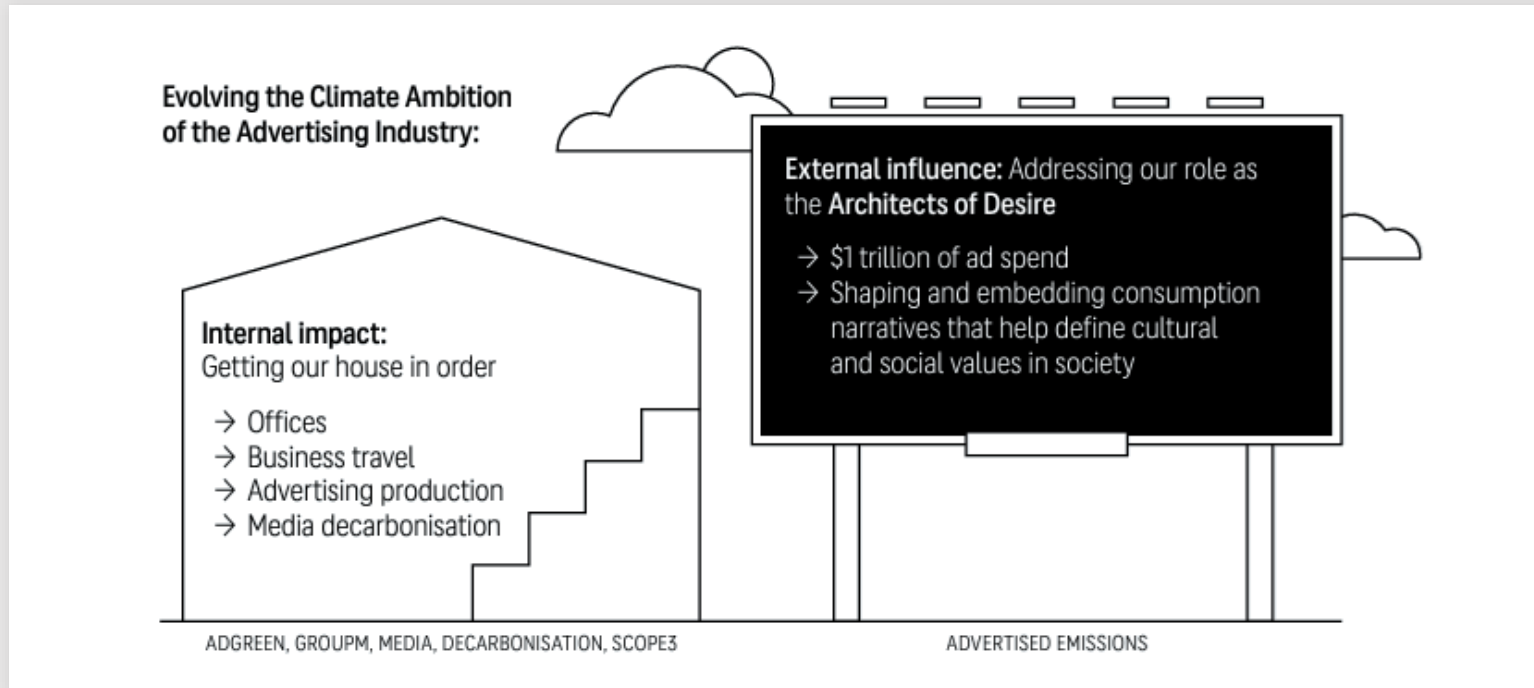 Evolving the Climate Ambition
of the Advertising Industry:
Internal impact:
Getting our house in order
→ Offices
→ Business travel
→ Advertising production
→ Media decarbonisation
ADGREEN, GROUPM, MEDIA, DECARBONISATION, SCOPE3
External influence: Addressing our role as
the Architects of Desire
→ $1 trillion of ad spend
→ Shaping and embedding consumption
narratives that help define cultural
and social values in society
ADVERTISED EMISSIONS